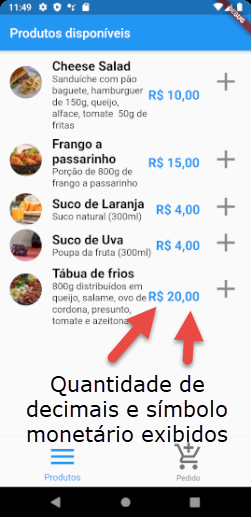 11:49
DEBUG
Produtos disponíveis
Cheese Salad
Sanduíche com pão
baguete, hamburguer
de 150g, queijo,
alface, tomate 50g de
fritas
R$ 10,00
Frango a
passarinho
Porção de 800g de
frango a passarinho
R$ 15,00
Suco de Laranja
Suco natural (300ml)
R$ 4,00
Suco de Uva
Poupa da fruta (300ml)
R$ 4,00
Tábua de frios
800g distribuídos em
queijo, salame, ovo de
cordona, presunto,
tomate e azeitona
R$ 20,00
Quantidade de
decimais e símbolo
monetário exibidos
Produtos
Pedido